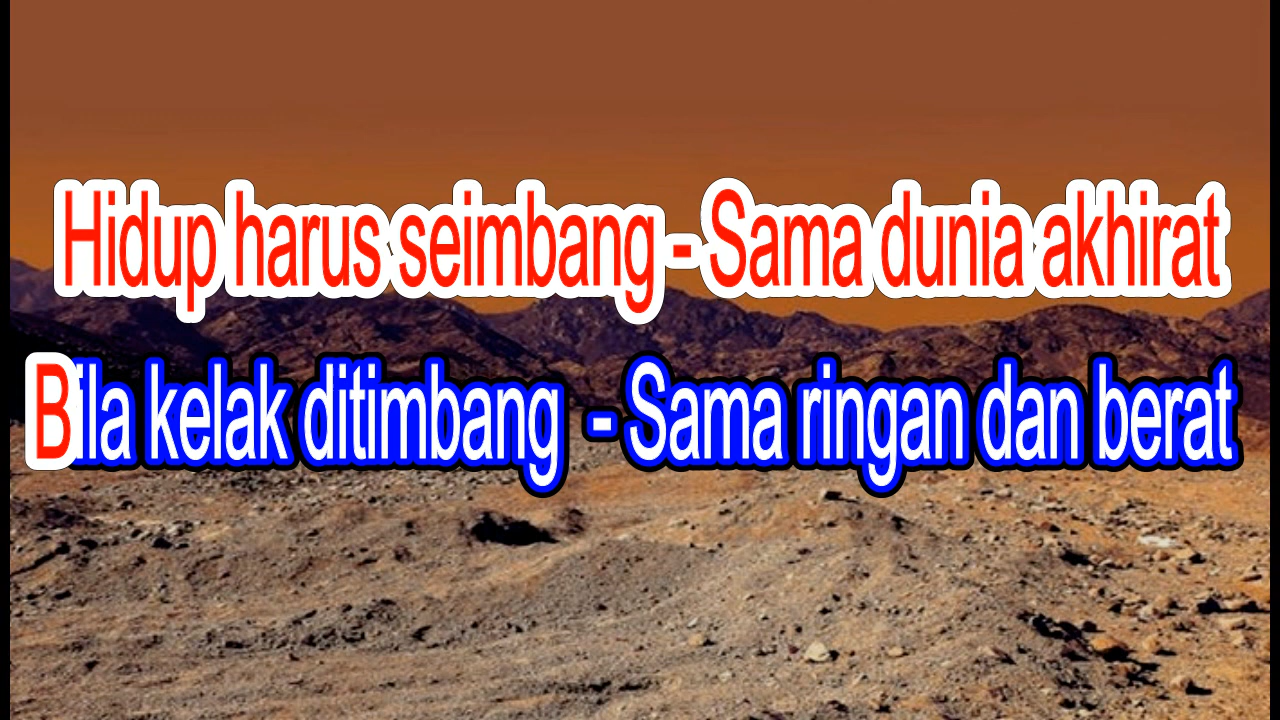 Hidup harus seimbang - Sama dunia akhirat
Bila kelak ditimbang - Sama ringan dan berat